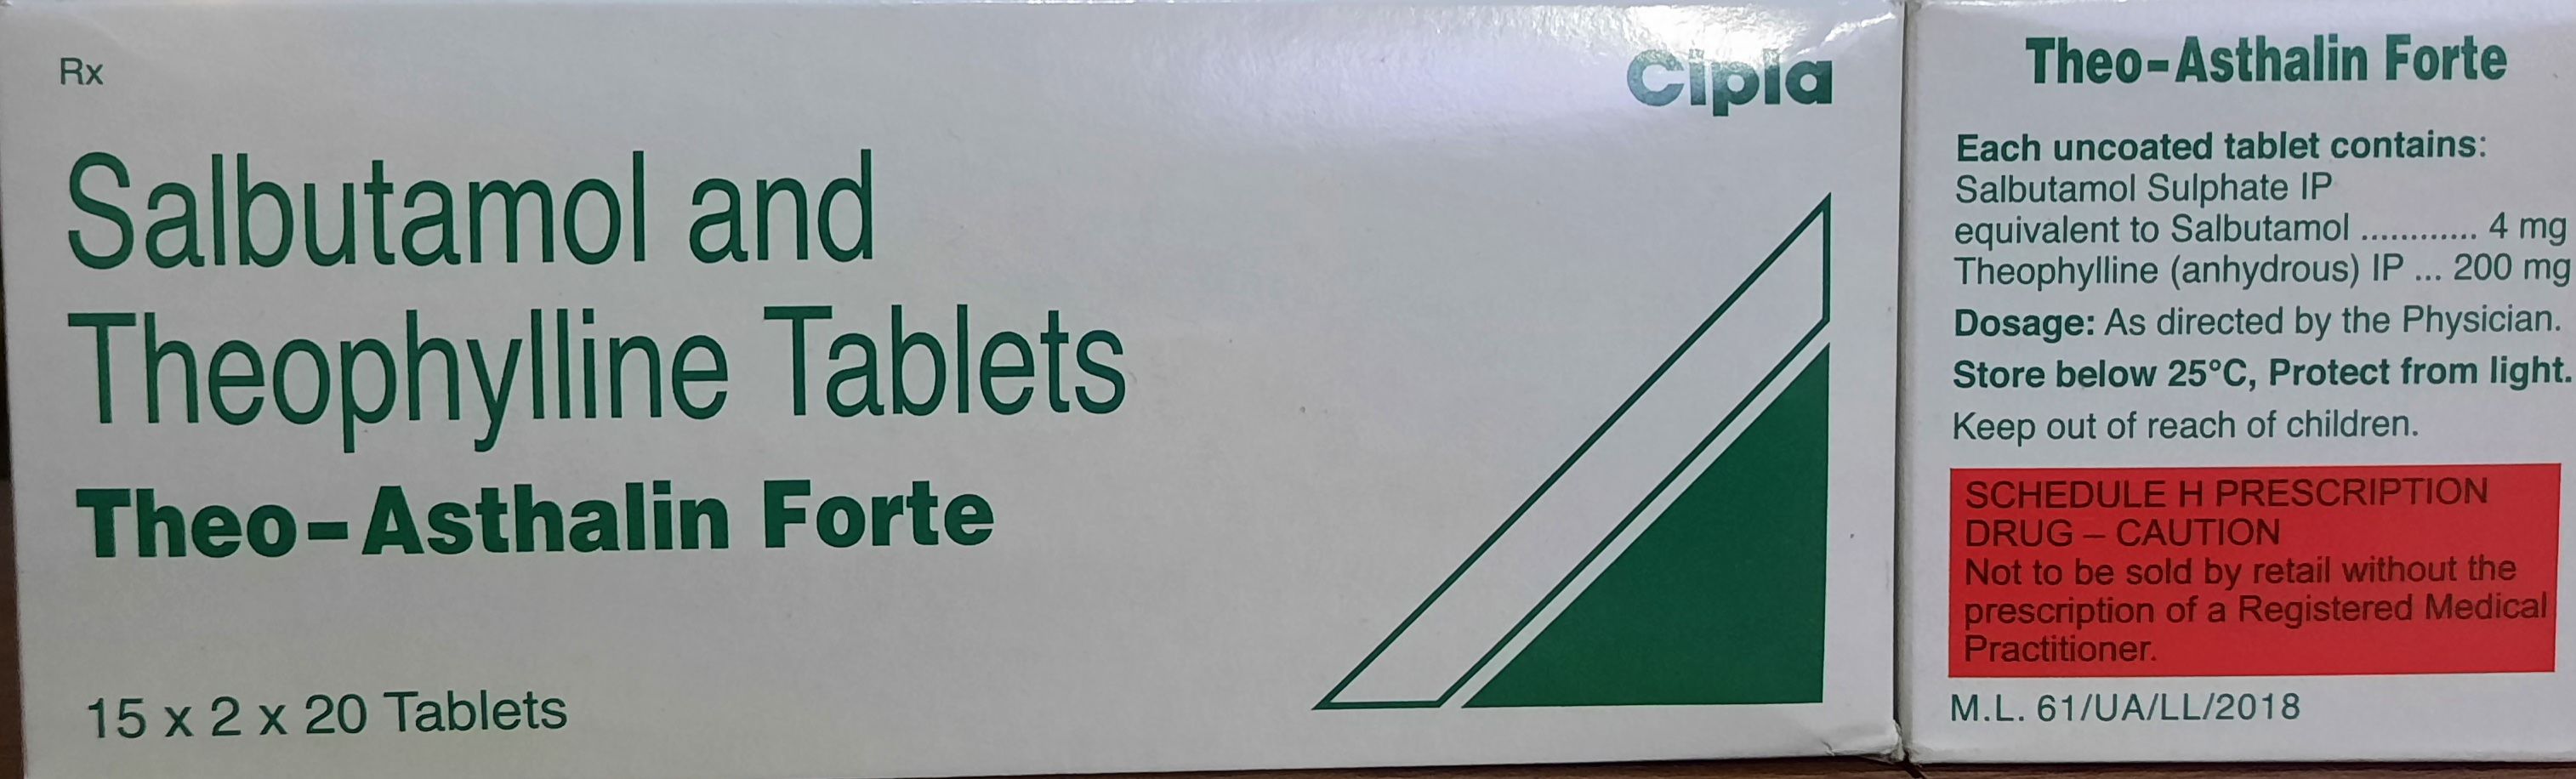 Rx
Cipla
Salbutamol and
Theophylline Tablets
Theo-Asthalin Forte
15 x 2 x 20 Tablets
Theo-Asthalin Forte
Each uncoated tablet contains:
Salbutamol Sulphate IP
equivalent to Salbutamol ............ 4 mg
Theophylline (anhydrous) IP ... 200 mg
Dosage: As directed by the Physician.
Store below 25°C, Protect from light.
Keep out of reach of children.
SCHEDULE H PRESCRIPTION
DRUG – CAUTION
Not to be sold by retail without the
prescription of a Registered Medical
Practitioner.
M.L. 61/UA/LL/2018